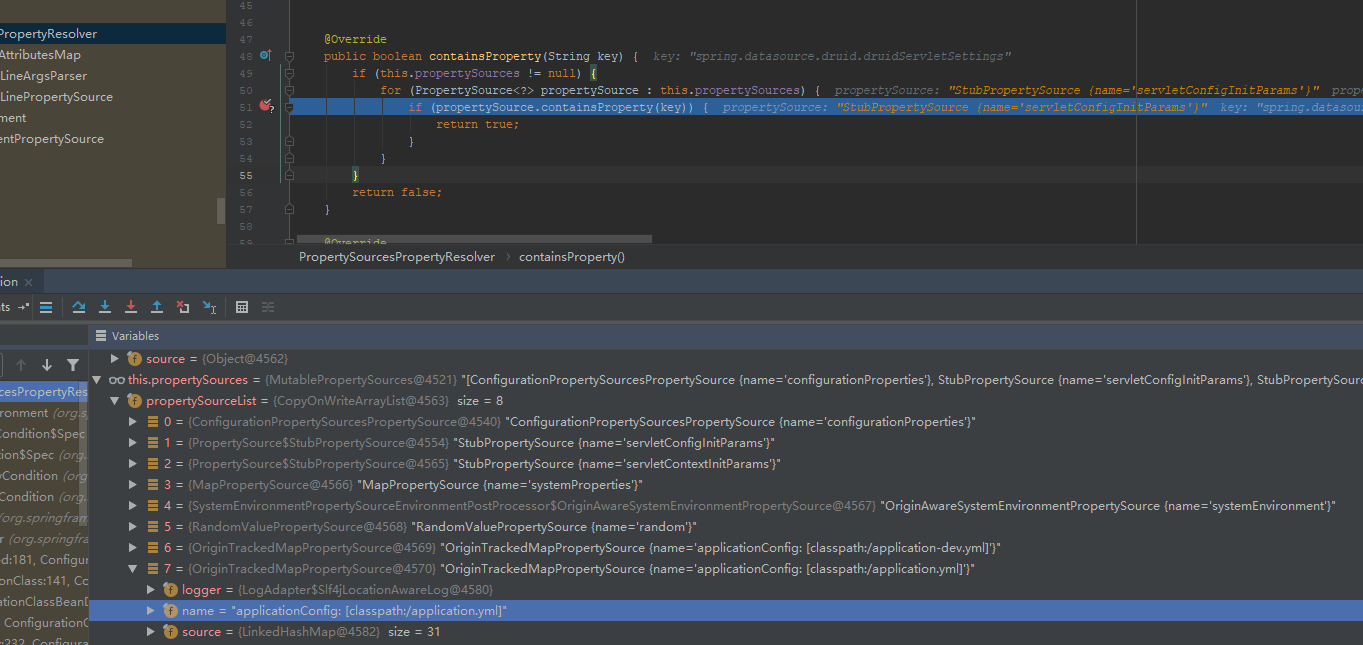 45
46
PropertyResolver
47 @Override
48 public boolean containsProperty(String key) { key: "spring.datasource.druid.druidServletSettings"
AttributesMap
49 if (this.propertySources != null) {
LineArgsParser
50 for (PropertySource<?> propertySource : this.propertySources) { propertySource: "StubPropertySource {name='servletConfigInitParams'}" prope
LinePropertySource
51 if (propertySource.containsProperty(key)) { propertySource: "StubPropertySource {name='servletConfigInitParams'}" key: "spring.datasou
ment
52 return true;
entPropertySource
53 }
54 }
55 }
56 return false;
57 }
58
59 @Override
PropertySourcesPropertyResolver › containsProperty()
ion ×
ts
Variables
source = {Object@4562}
this.propertySources = {MutablePropertySources@4521} "[ConfigurationPropertySourcesPropertySource {name='configurationProperties'}, StubPropertySource {name='servletConfigInitParams'}, StubPropertySourc
cesPropertyRes
propertySourceList = {CopyOnWriteArrayList@4563} size = 8
ronment (org.s
0 = {ConfigurationPropertySourcesPropertySource@4540} "ConfigurationPropertySourcesPropertySource {name='configurationProperties'}"
Condition$Spec
1 = {PropertySource$StubPropertySource@4554} "StubPropertySource {name='servletConfigInitParams'}"
tion$Spec (org
2 = {PropertySource$StubPropertySource@4565} "StubPropertySource {name='servletContextInitParams'}"
yCondition (org
3 = {MapPropertySource@4566} "MapPropertySource {name='systemProperties'}"
Condition (org.s
4 = {SystemEnvironmentPropertySourceEnvironmentPostProcessor$OriginAwareSystemEnvironmentPropertySource@4567} "OriginAwareSystemEnvironmentPropertySource {name='systemEnvironment'}"
(org.springfram
5 = {RandomValuePropertySource@4568} "RandomValuePropertySource {name='random'}"
r (org.springfra
6 = {OriginTrackedMapPropertySource@4569} "OriginTrackedMapPropertySource {name='applicationConfig: [classpath:/application-dev.yml]'}"
od:181, Configur
7 = {OriginTrackedMapPropertySource@4570} "OriginTrackedMapPropertySource {name='applicationConfig: [classpath:/application.yml]'}"
onClass:141, Co
logger = {LogAdapter$Slf4jLocationAwareLog@4580}
ationClassBeanD
name = "applicationConfig: [classpath:/application.yml]"
ConfigurationC
source = {LinkedHashMap@4582} size = 31
:232, Configura